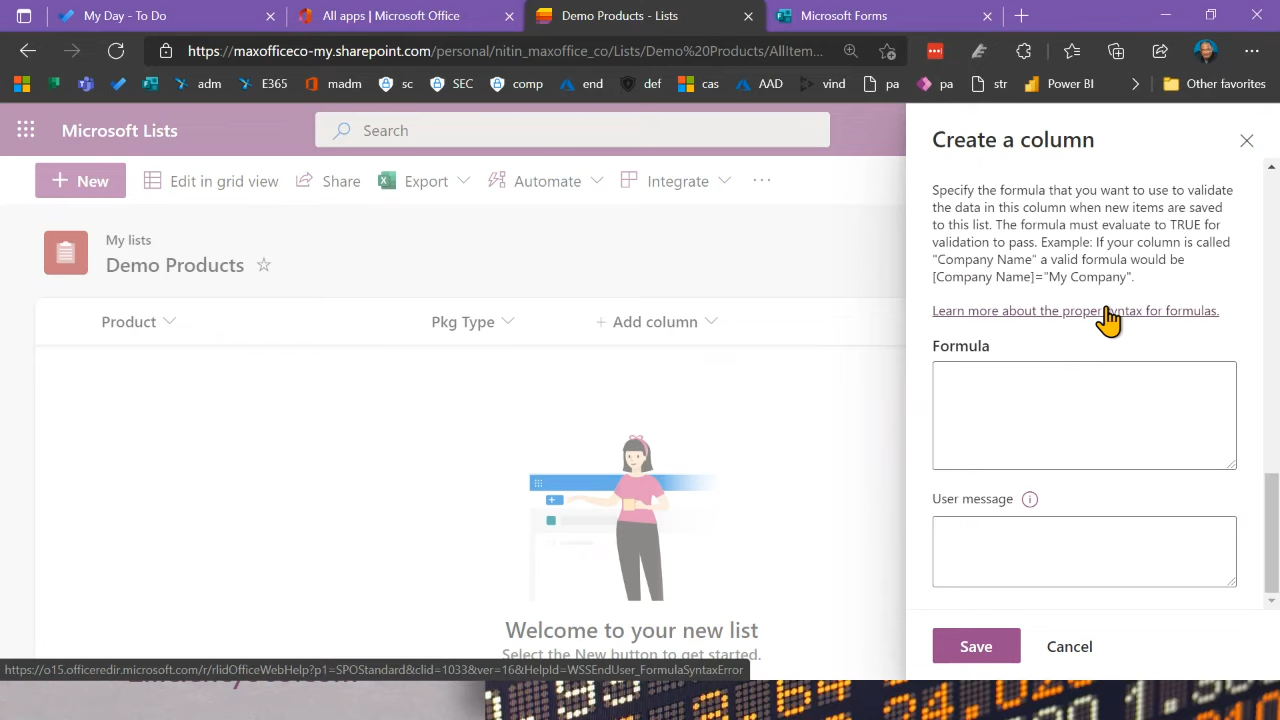 My Day - To Do
All apps | Microsoft Office
Demo Products - Lists
Microsoft Forms
https://maxofficeco-my.sharepoint.com/personal/nitin_maxoffice_co/Lists/Demo%20Products/AllItem...
adm
E365
madm
sc
SEC
comp
end
def
cas
AAD
vind
pa
pa
str
Power BI
Other favorites
Microsoft Lists
Search
Create a column
+ New
Edit in grid view
Share
Export
Automate
Integrate
...
Specify the formula that you want to use to validate
the data in this column when new items are saved
to this list. The formula must evaluate to TRUE for
validation to pass. Example: If your column is called
"Company Name" a valid formula would be
[Company Name]="My Company".
My lists
Demo Products
Learn more about the proper syntax for formulas.
Product
Pkg Type
+ Add column
Formula
User message
Welcome to your new list
Select the New button to get started.
Save
Cancel
https://o15.officeredir.microsoft.com/r/rlidOfficeWebHelp?p1=SPOStandard&clid=1033&ver=16&HelpId=WSSEndUser_FormulaSyntaxError